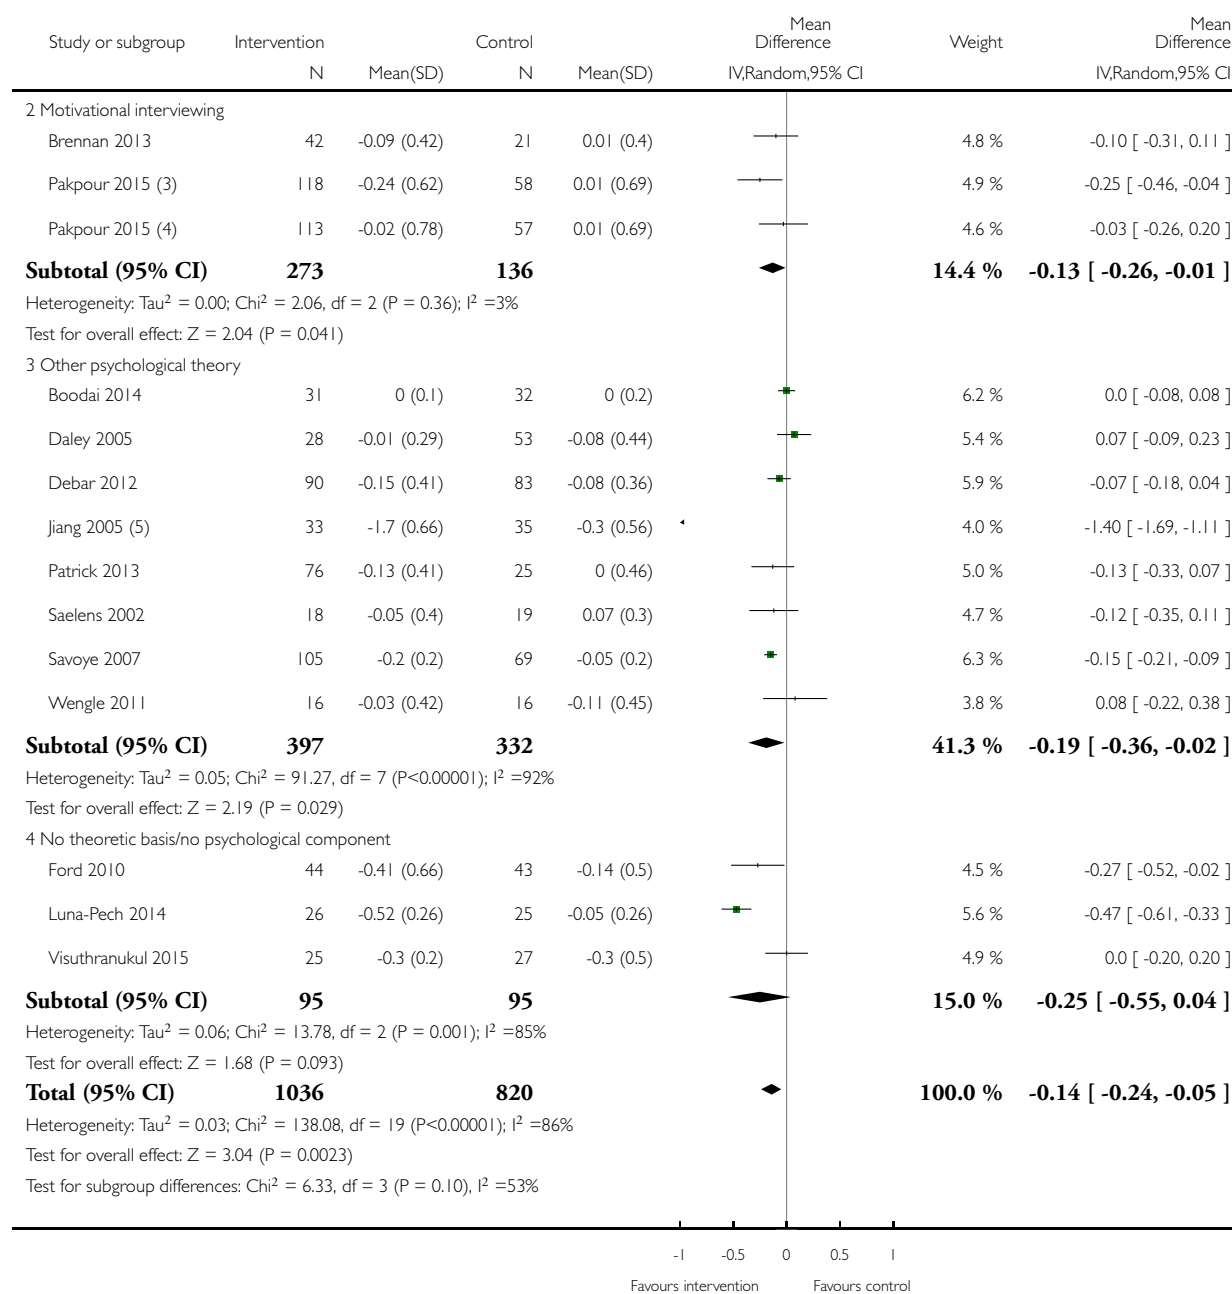 Study or subgroup Intervention Control Mean Difference Weight Mean Difference
N Mean(SD) N Mean(SD) IV,Random,95% CI IV,Random,95% CI
2 Motivational interviewing
Brennan 2013 42 -0.09 (0.42) 21 0.01 (0.4) 4.8 % -0.10 [ -0.31, 0.11 ]
Pakpour 2015 (3) 118 -0.24 (0.62) 58 0.01 (0.69) 4.9 % -0.25 [ -0.46, -0.04 ]
Pakpour 2015 (4) 113 -0.02 (0.78) 57 0.01 (0.69) 4.6 % -0.03 [ -0.26, 0.20 ]
Subtotal (95% CI) 273 136 14.4 % -0.13 [ -0.26, -0.01 ]
Heterogeneity: Tau² = 0.00; Chi² = 2.06, df = 2 (P = 0.36); I² =3%
Test for overall effect: Z = 2.04 (P = 0.041)
3 Other psychological theory
Boodai 2014 31 0 (0.1) 32 0 (0.2) 6.2 % 0.0 [ -0.08, 0.08 ]
Daley 2005 28 -0.01 (0.29) 53 -0.08 (0.44) 5.4 % 0.07 [ -0.09, 0.23 ]
Debar 2012 90 -0.15 (0.41) 83 -0.08 (0.36) 5.9 % -0.07 [ -0.18, 0.04 ]
Jiang 2005 (5) 33 -1.7 (0.66) 35 -0.3 (0.56) 4.0 % -1.40 [ -1.69, -1.11 ]
Patrick 2013 76 -0.13 (0.41) 25 0 (0.46) 5.0 % -0.13 [ -0.33, 0.07 ]
Saelens 2002 18 -0.05 (0.4) 19 0.07 (0.3) 4.7 % -0.12 [ -0.35, 0.11 ]
Savoye 2007 105 -0.2 (0.2) 69 -0.05 (0.2) 6.3 % -0.15 [ -0.21, -0.09 ]
Wengle 2011 16 -0.03 (0.42) 16 -0.11 (0.45) 3.8 % 0.08 [ -0.22, 0.38 ]
Subtotal (95% CI) 397 332 41.3 % -0.19 [ -0.36, -0.02 ]
Heterogeneity: Tau² = 0.05; Chi² = 91.27, df = 7 (P<0.00001); I² =92%
Test for overall effect: Z = 2.19 (P = 0.029)
4 No theoretic basis/no psychological component
Ford 2010 44 -0.41 (0.66) 43 -0.14 (0.5) 4.5 % -0.27 [ -0.52, -0.02 ]
Luna-Pech 2014 26 -0.52 (0.26) 25 -0.05 (0.26) 5.6 % -0.47 [ -0.61, -0.33 ]
Visuthranukul 2015 25 -0.3 (0.2) 27 -0.3 (0.5) 4.9 % 0.0 [ -0.20, 0.20 ]
Subtotal (95% CI) 95 95 15.0 % -0.25 [ -0.55, 0.04 ]
Heterogeneity: Tau² = 0.06; Chi² = 13.78, df = 2 (P = 0.001); I² =85%
Test for overall effect: Z = 1.68 (P = 0.093)
Total (95% CI) 1036 820 100.0 % -0.14 [ -0.24, -0.05 ]
Heterogeneity: Tau² = 0.03; Chi² = 138.08, df = 19 (P<0.00001); I² =86%
Test for overall effect: Z = 3.04 (P = 0.0023)
Test for subgroup differences: Chi² = 6.33, df = 3 (P = 0.10), I² =53%
-1 -0.5 0 0.5 1
Favours intervention Favours control